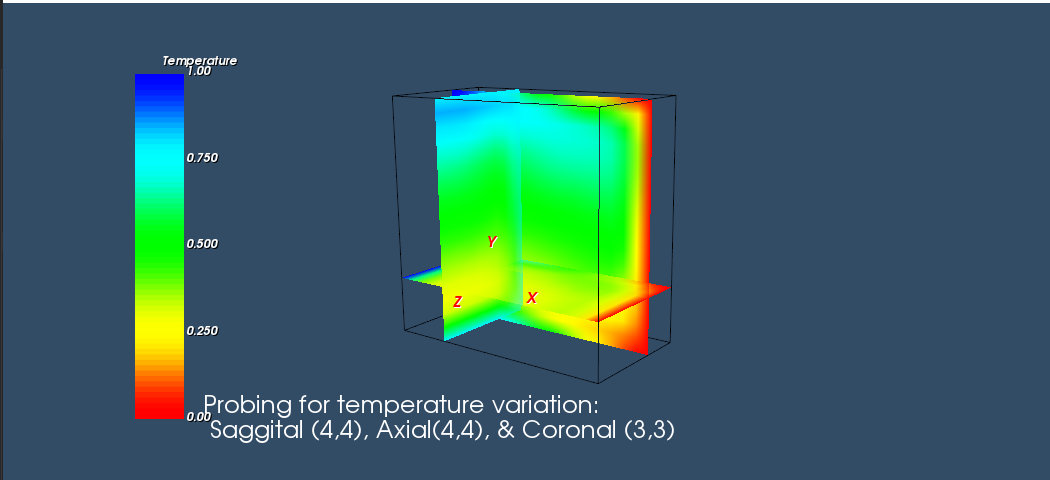 Temperature
1.00
0.750
0.500
0.250
0.00
Y
Z
X
Probing for temperature variation:
Saggital (4,4), Axial(4,4), & Coronal (3,3)